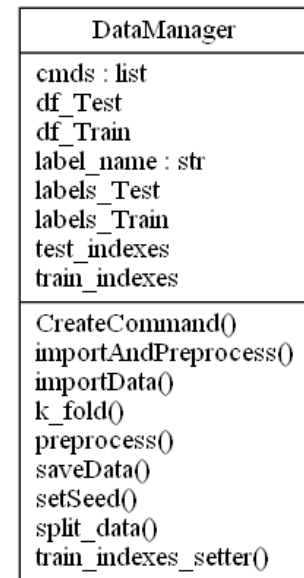 DataManager
cmds : list
df_Test
df_Train
label_name : str
labels_Test
labels_Train
test_indexes
train_indexes
CreateCommand()
importAndPreprocess()
importData()
k_fold()
preprocess()
saveData()
setSeed()
split_data()
train_indexes_setter()